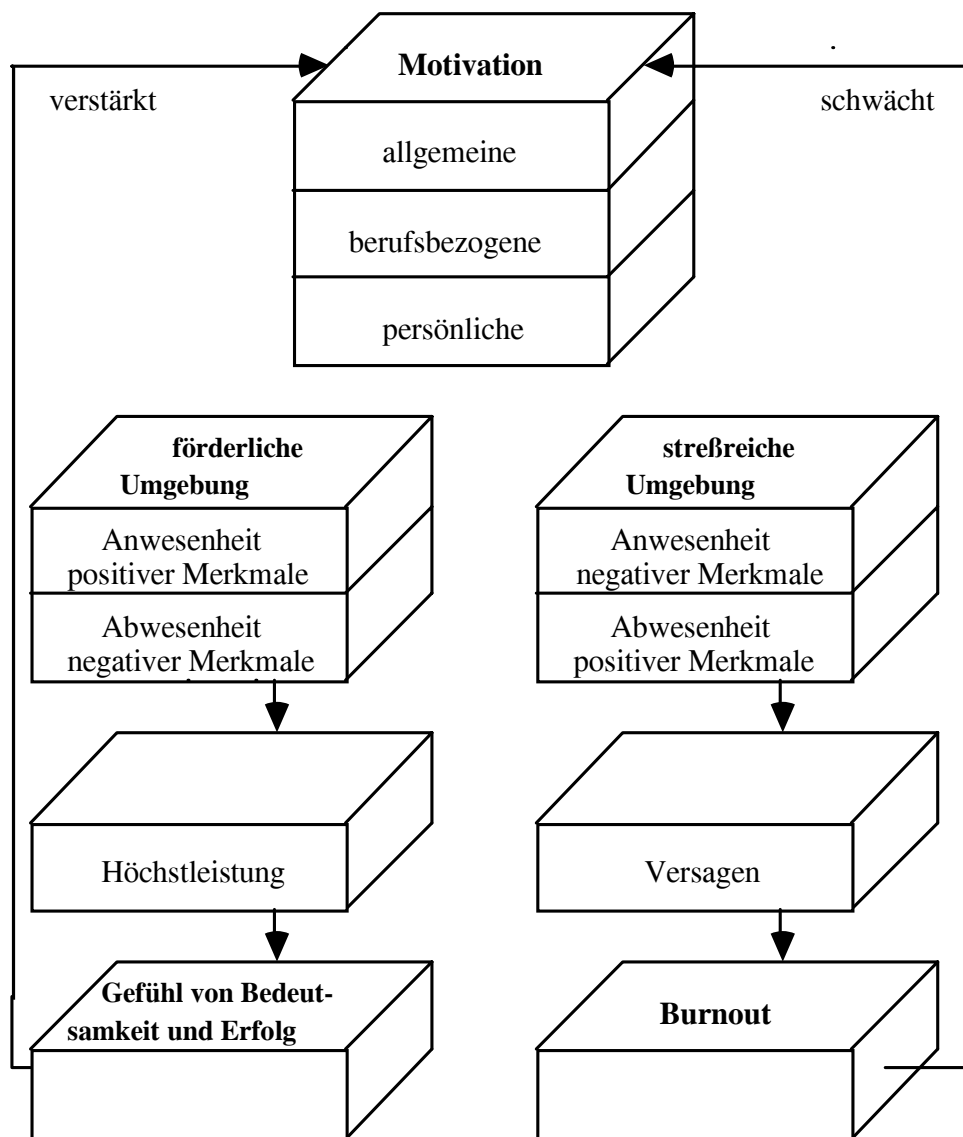 Motivation
verstärkt
schwächt
allgemeine
berufsbezogene
persönliche
förderliche
Umgebung
Anwesenheit
positiver Merkmale
Abwesenheit
negativer Merkmale
streßreiche
Umgebung
Anwesenheit
negativer Merkmale
Abwesenheit
positiver Merkmale
Höchstleistung
Versagen
Gefühl von Bedeut-
samkeit und Erfolg
Burnout